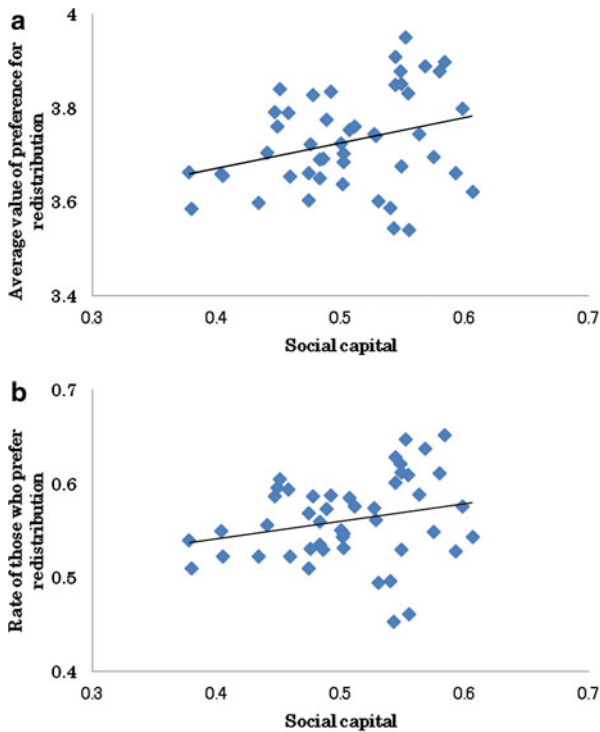 a
4
3.8
3.6
3.4
Average value of preference for
redistribution
0.3 0.4 0.5 0.6 0.7
Social capital
b
0.7
0.6
0.5
0.4
Rate of those who prefer
redistribution
0.3 0.4 0.5 0.6 0.7
Social capital